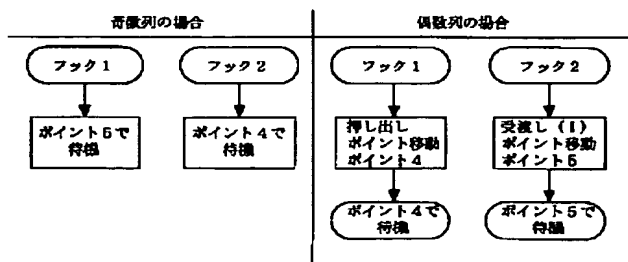 奇数列の場合
偶数列の場合
フック1
フック2
フック1
フック2
ポイント5で
待機
ポイント4で
待機
押し出し
ポイント移動
ポイント4
受渡し(I)
ポイント移動
ポイント5
ポイント4で
待機
ポイント5で
待機